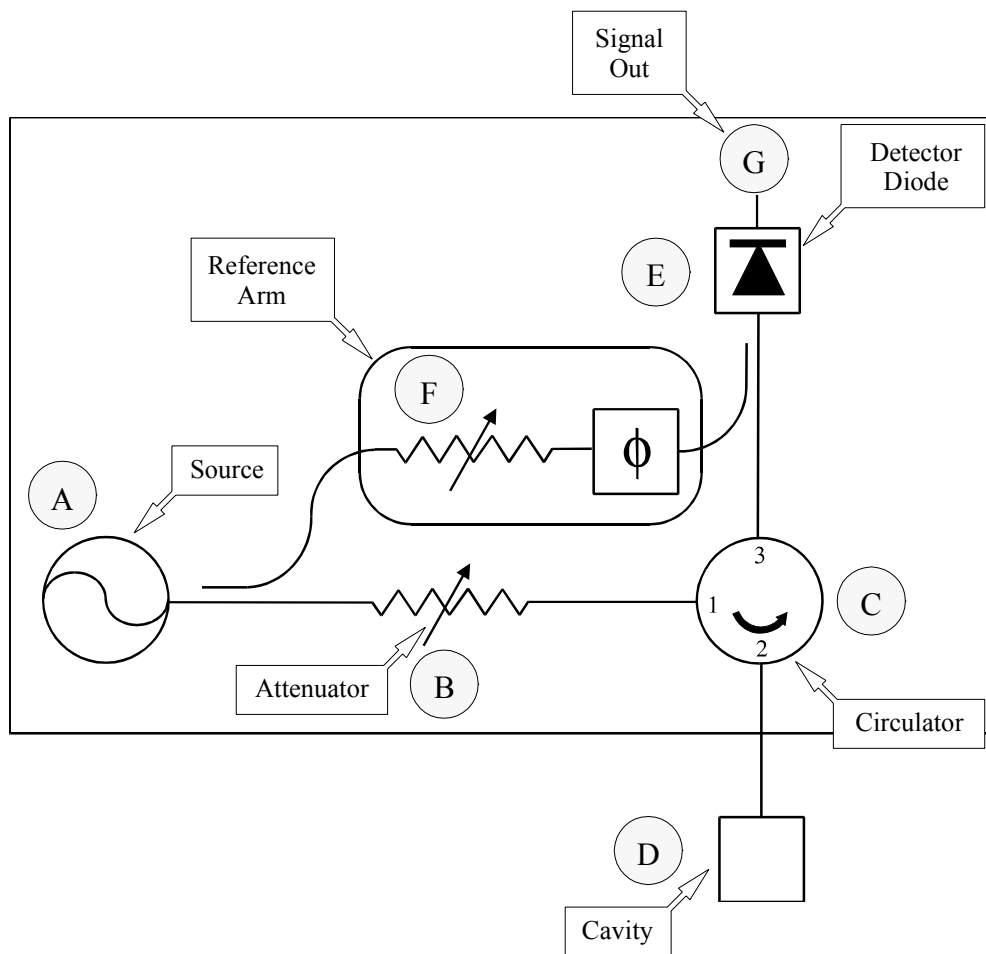 Signal
Out
G
Detector
Diode
E
Reference
Arm
F
ϕ
Source
A
3
1
2
C
Attenuator
B
Circulator
D
Cavity